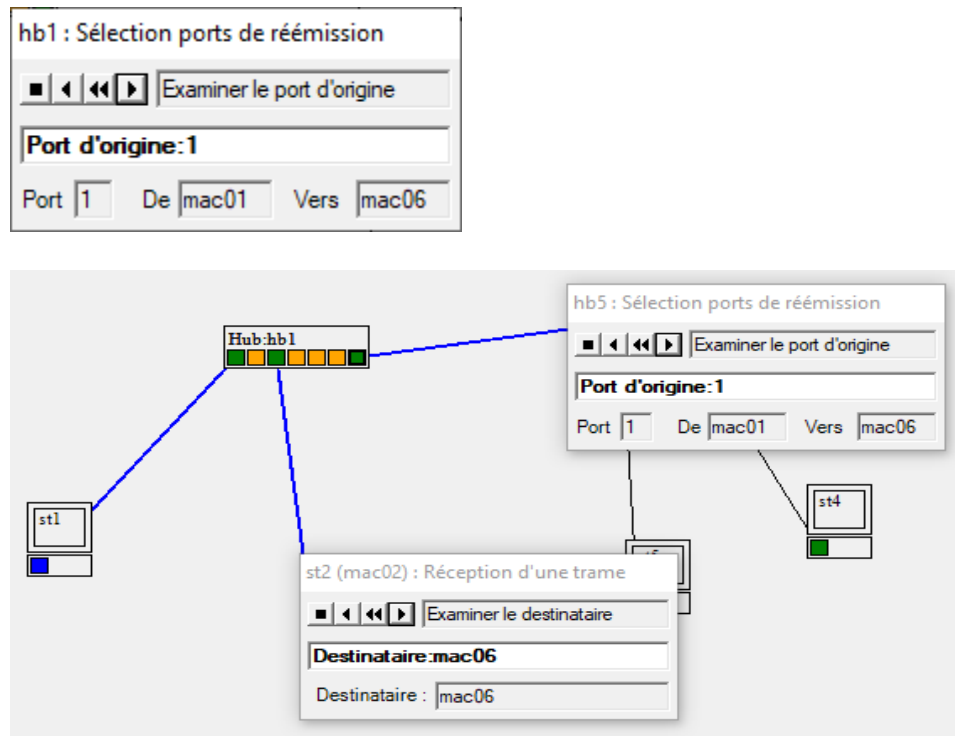 hb1 : Sélection ports de réémission
Examiner le port d'origine
Port d'origine:1
Port 1 De mac01 Vers mac06
hb5 : Sélection ports de réémission
Hub:hb1
Examiner le port d'origine
Port d'origine:1
Port 1 De mac01 Vers mac06
st1
st4
st2 (mac02) : Réception d'une trame
Examiner le destinataire
Destinataire:mac06
Destinataire : mac06